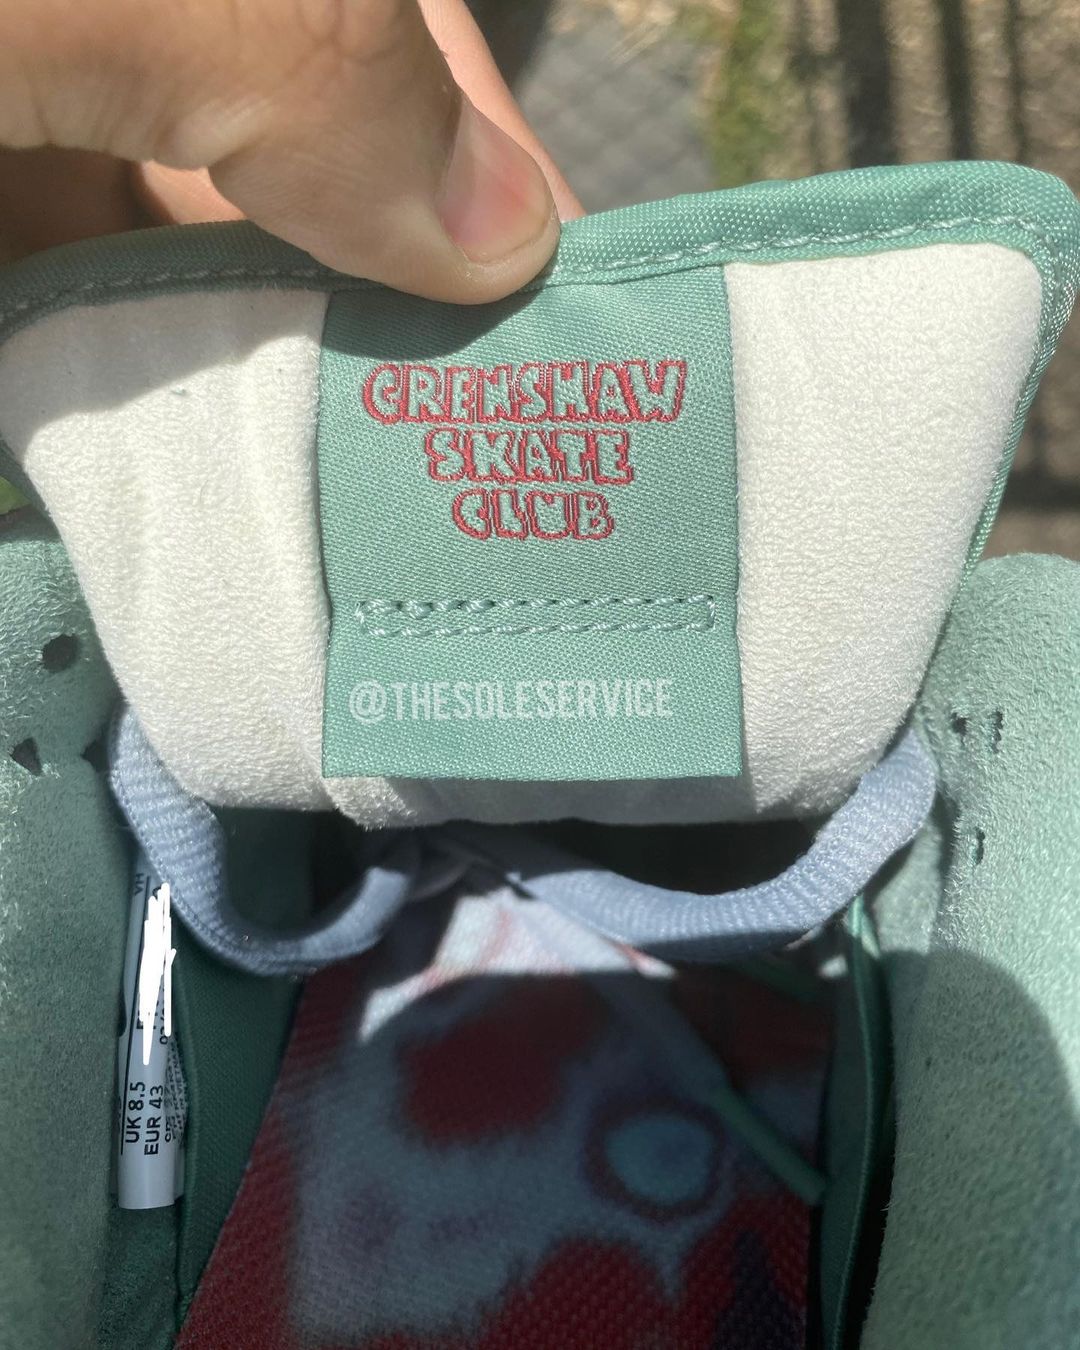 CRENSHAW
SKATE
CLUB
@THESOLESERVICE
UK 8.5
EUR 43